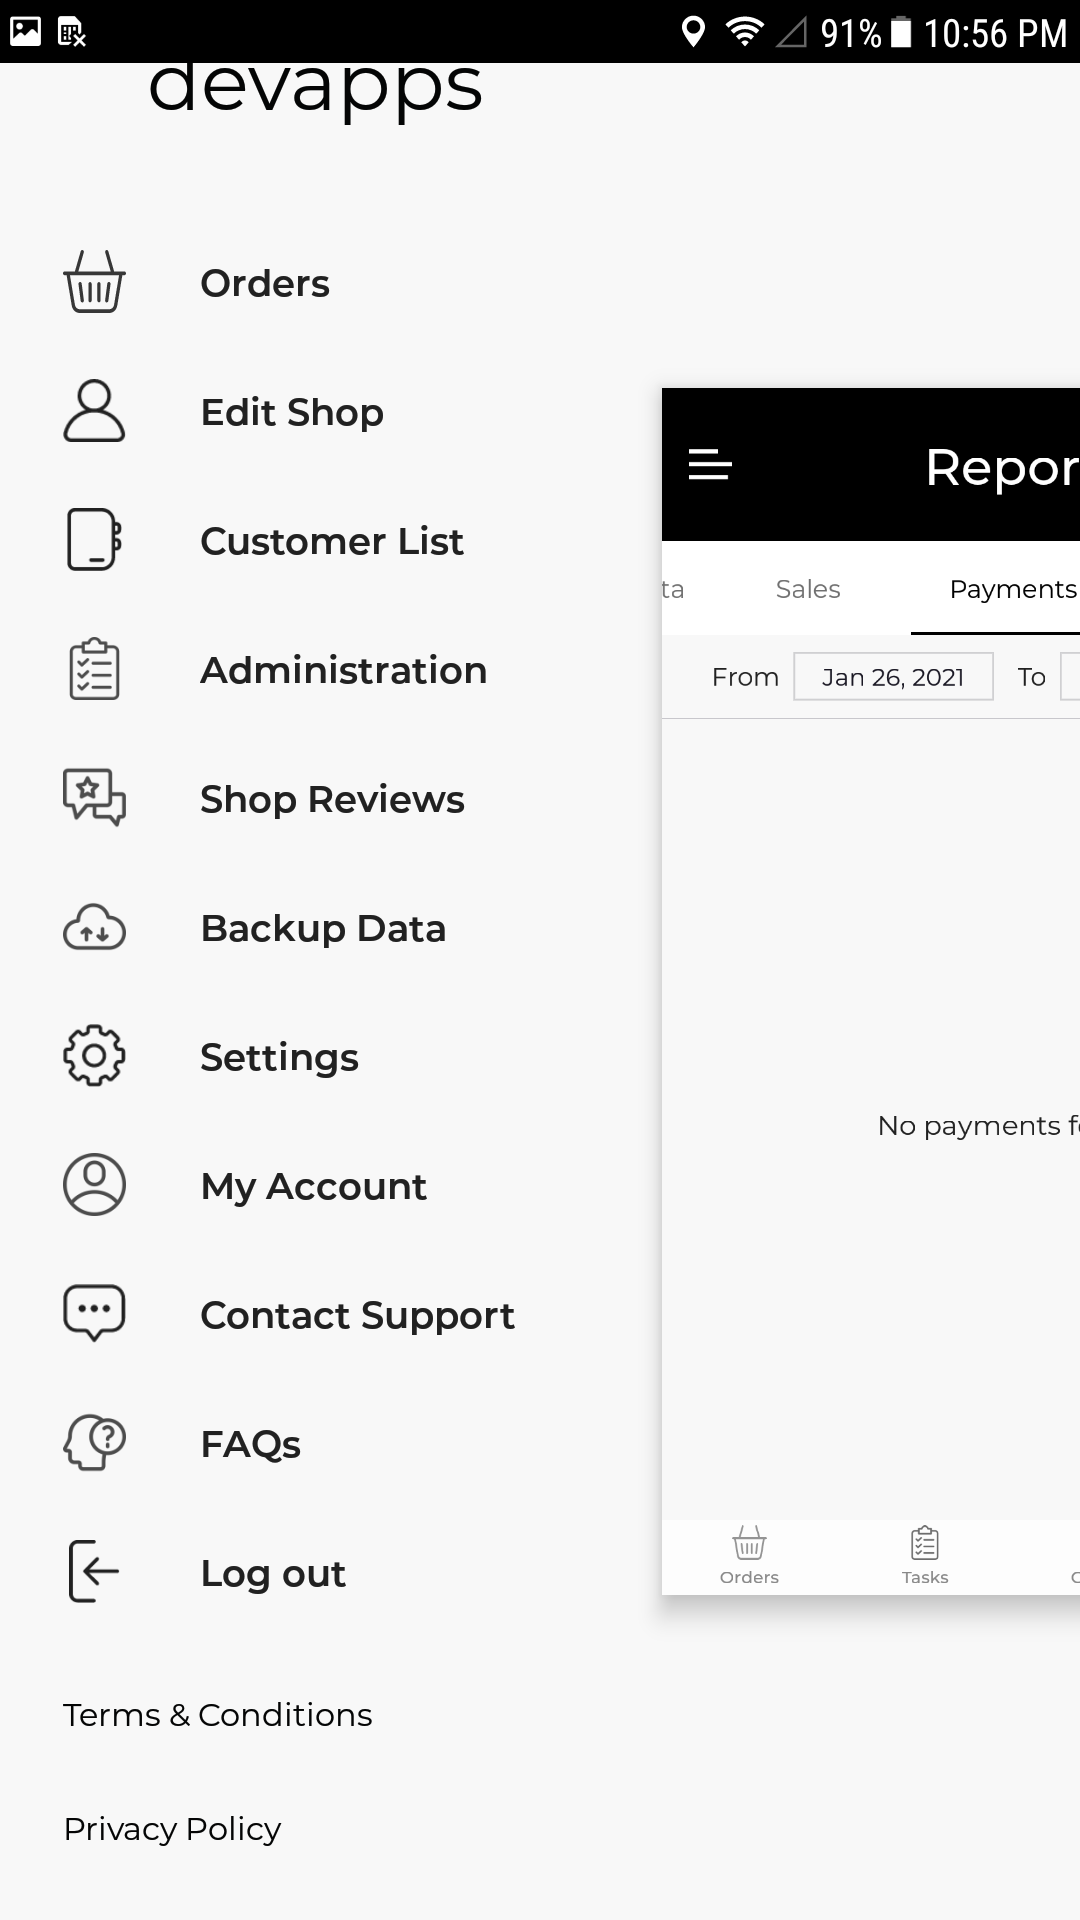 91% 10:56 PM
devapps
Orders
Edit Shop
Customer List
Administration
Shop Reviews
Backup Data
Settings
My Account
Contact Support
FAQs
Log out
Terms & Conditions
Privacy Policy
Repor
ta Sales Payments
From Jan 26, 2021 To
No payments f
Orders Tasks